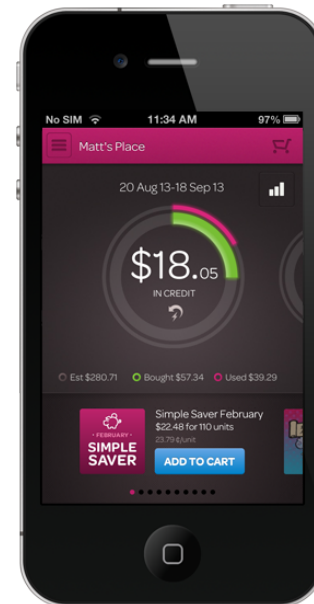 No SIM 11:34 AM 97%
Matt's Place
20 Aug 13-18 Sep 13
$18.05
IN CREDIT
Est $280.71 Bought $57.34 Used $39.29
Simple Saver February
$22.48 for 110 units
23.79 ¢/unit
• FEBRUARY •
SIMPLE
SAVER
ADD TO CART